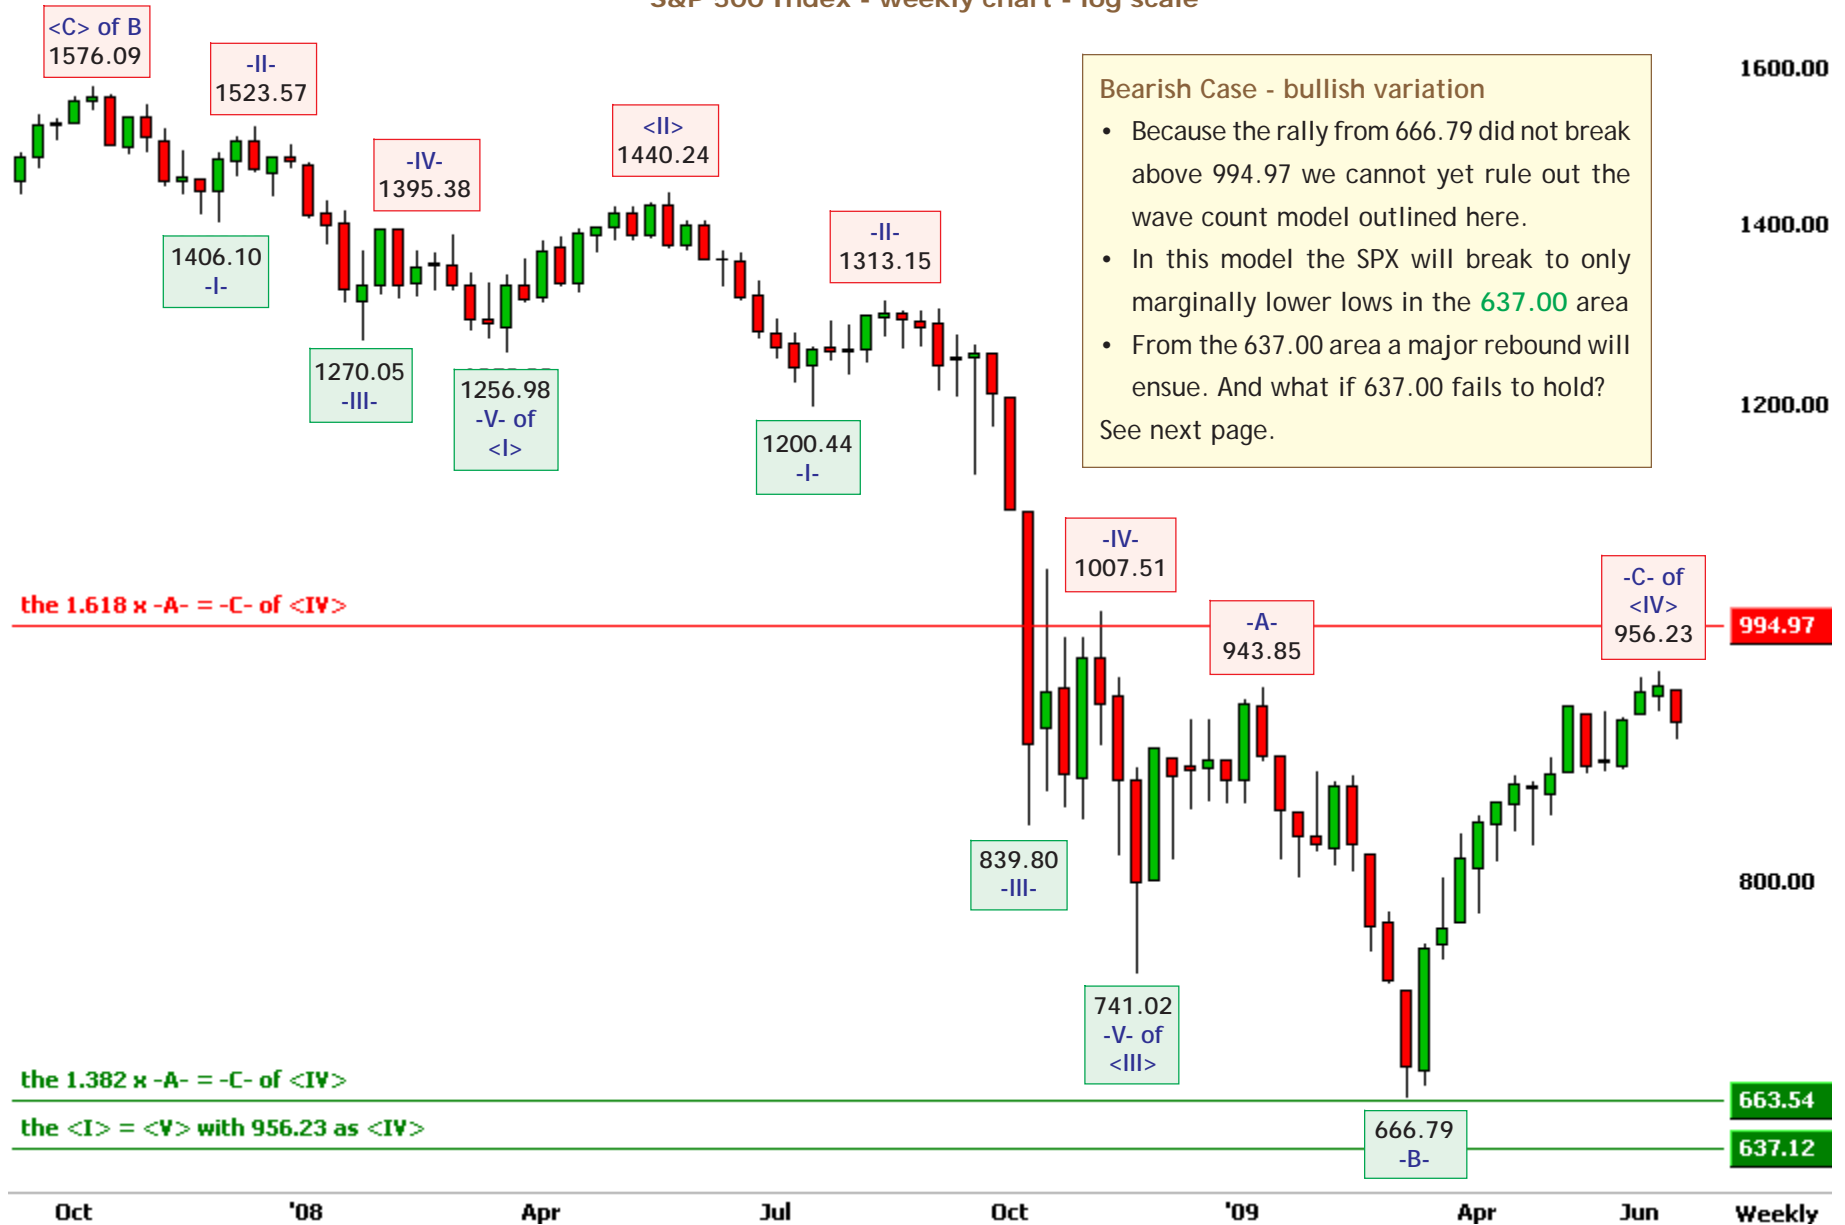 S&P 500 Index - weekly chart - log scale
<C> of B
1576.09
-II-
1523.57
-IV-
1395.38
<II>
1440.24
-II-
1313.15
1406.10
-I-
1270.05
-III-
1256.98
-V- of
<I>
1200.44
-I-
Bearish Case - bullish variation
• Because the rally from 666.79 did not break
above 994.97 we cannot yet rule out the
wave count model outlined here.
• In this model the SPX will break to only
marginally lower lows in the 637.00 area
• From the 637.00 area a major rebound will
ensue. And what if 637.00 fails to hold?
See next page.
1600.00
1400.00
1200.00
-IV-
1007.51
-A-
943.85
-C- of
<IV>
956.23
the 1.618 x -A- = -C- of <IV>
994.97
839.80
-III-
800.00
741.02
-V- of
<III>
the 1.382 x -A- = -C- of <IV>
663.54
the <I> = <V> with 956.23 as <IV>
637.12
666.79
-B-
Oct '08 Apr Jul Oct '09 Apr Jun Weekly